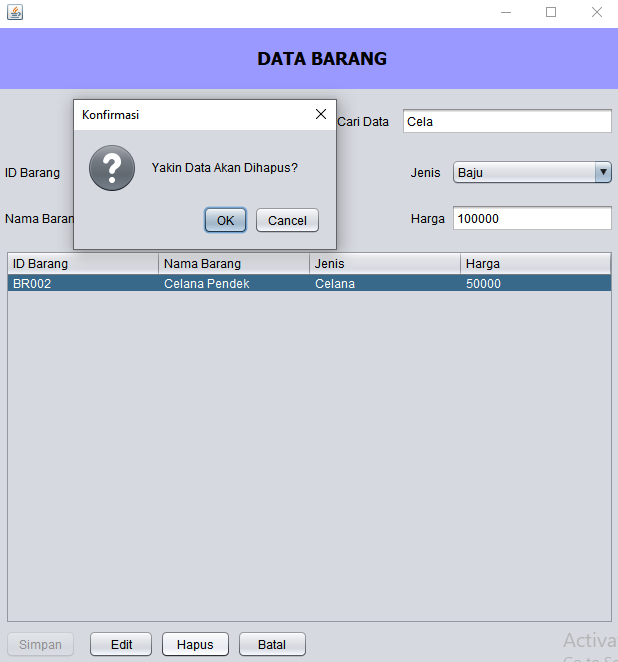 DATA BARANG
Konfirmasi
Yakin Data Akan Dihapus?
OK Cancel
Cari Data Cela
ID Barang Jenis Baju
Nama Baran Harga 100000
ID Barang Nama Barang Jenis Harga
BR002 Celana Pendek Celana 50000
Simpan Edit Hapus Batal
Activa